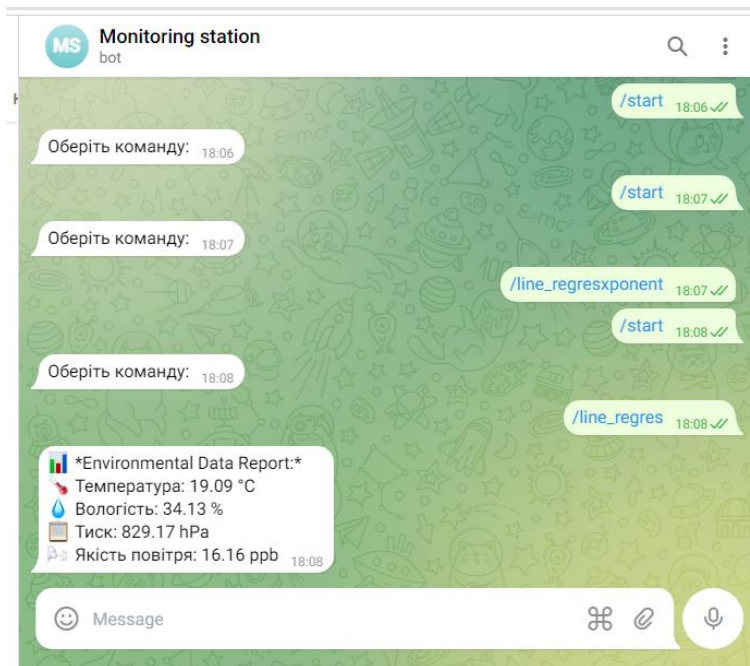 MS
Monitoring station
bot
/start 18:06
Оберіть команду: 18:06
/start 18:07
Оберіть команду: 18:07
/line_regresxponent 18:07
/start 18:08
Оберіть команду: 18:08
/line_regres 18:08
*Environmental Data Report:*
Температура: 19.09 °C
Вологість: 34.13 %
Тиск: 829.17 hPa
Якість повітря: 16.16 ppb 18:08
Message